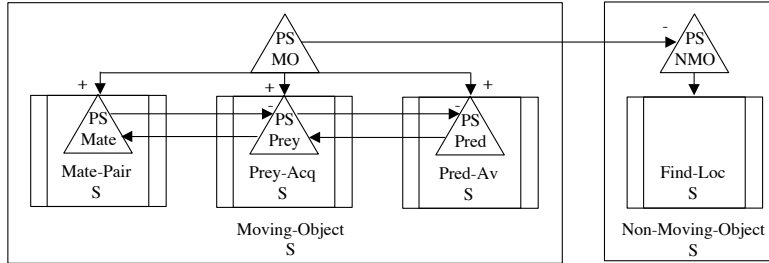 PS
MO
-
PS
NMO
+
+
+
PS
Mate
-
PS
Prey
-
PS
Pred
Mate-Pair
S
Prey-Acq
S
Pred-Av
S
Find-Loc
S
Moving-Object
S
Non-Moving-Object
S